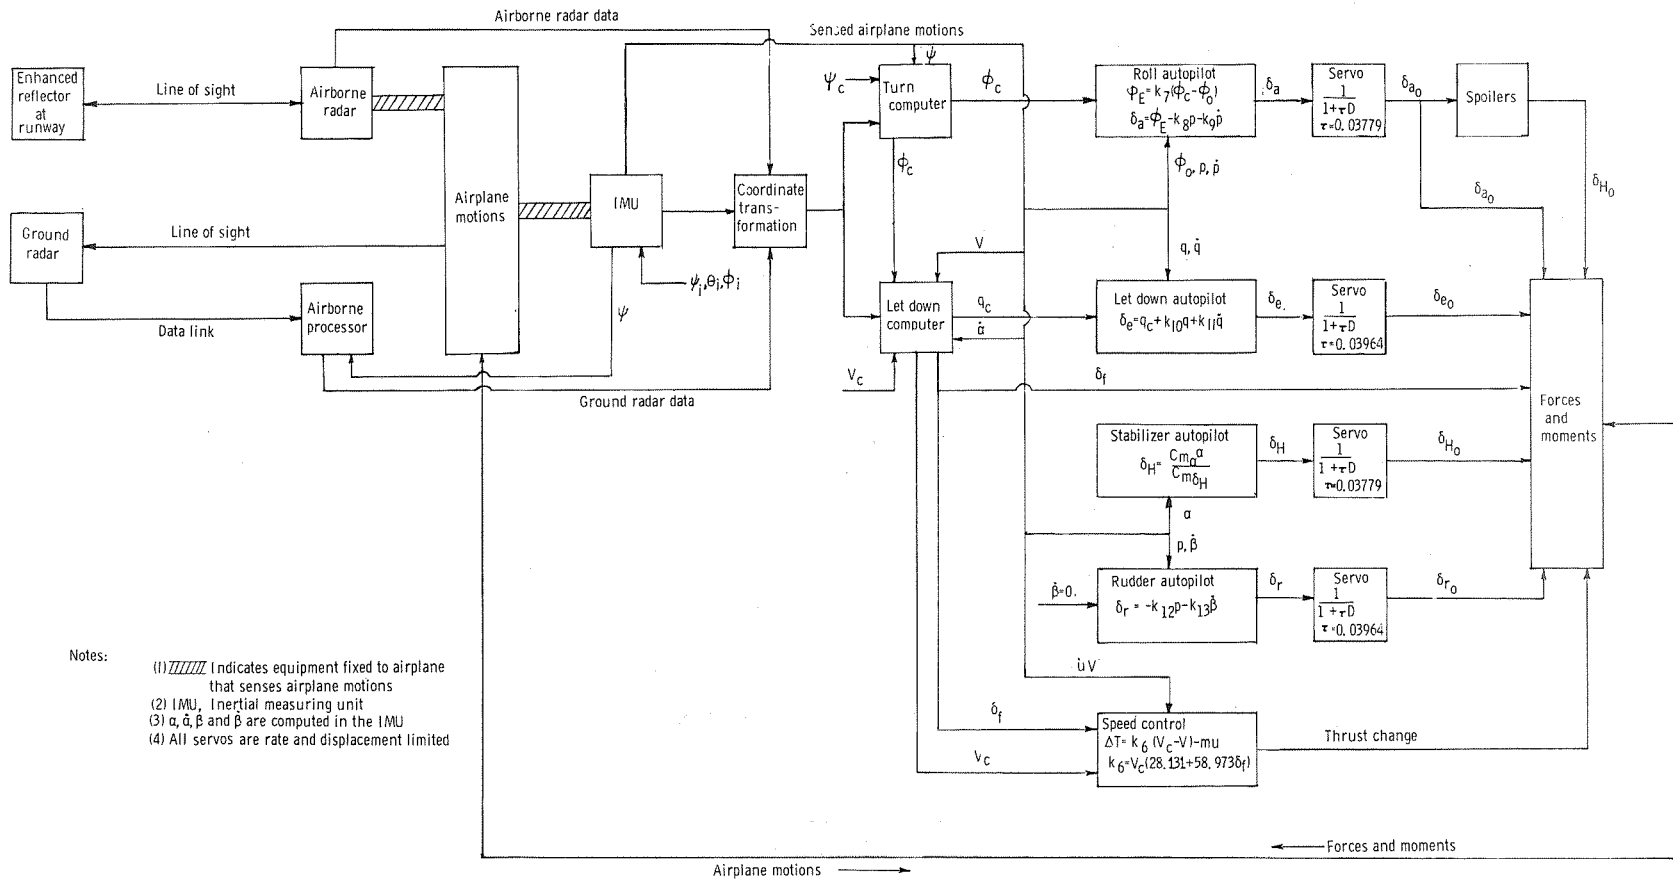 Airborne radar data
Sensed airplane motions
Enhanced
reflector
at
runway
Line of sight
Airborne
radar
Airplane
motions
Ground
radar
Line of sight
Data link
Airborne
processor
IMU
ψ
ψi, θi, ϕi
Ground radar data
Coordinate
trans-
formation
ψ
ψc
Turn
computer
ϕc
ϕ̇c
V
Let down
computer
qc
α̇
Vc
Roll autopilot
ϕE = k7(ϕc-ϕo)
δa=ϕE-k8p-k9ṗ
δa
Servo
1
1+τD
τ=0.03779
δao
Spoilers
δHo
δao
ϕo, p, ṗ
q, q̇
Let down autopilot
δe=qc+k10q+k11q̇
δe
Servo
1
1+τD
τ=0.03964
δeo
δf
Forces
and
moments
Stabilizer autopilot
δH= Cmα α
CmδH
δH
Servo
1
1+τD
τ=0.03779
δHo
α
p, β̇
β̇=0.
Rudder autopilot
δr = -k12p-k13β̇
δr
Servo
1
1+τD
τ=0.03964
δro
u̇ V
δf
Vc
Speed control
ΔT= k6 (Vc-V)-mu
k6=Vc(28.131+58.973δf)
Thrust change
Notes:
(1) Indicates equipment fixed to airplane
that senses airplane motions
(2) IMU, Inertial measuring unit
(3) α, α̇, β and β̇ are computed in the IMU
(4) All servos are rate and displacement limited
Forces and moments
Airplane motions